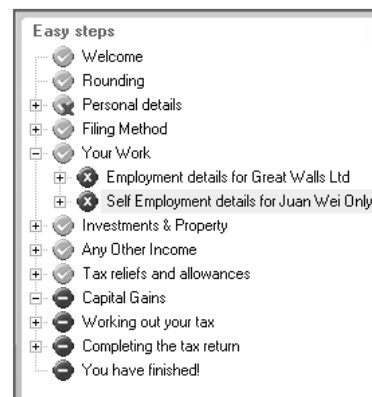 Easy steps
Welcome
Rounding
Personal details
Filing Method
Your Work
Employment details for Great Walls Ltd
Self Employment details for Juan Wei Only
Investments & Property
Any Other Income
Tax reliefs and allowances
Capital Gains
Working out your tax
Completing the tax return
You have finished!